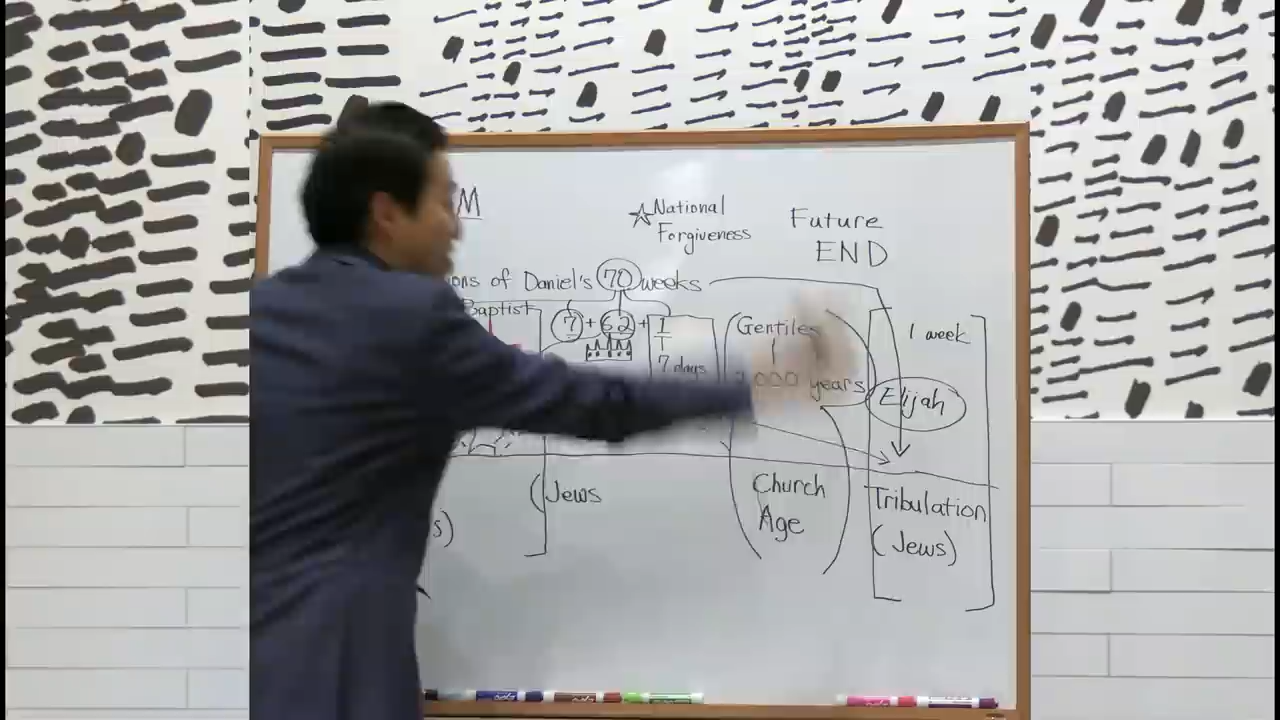 M
☆National
Forgiveness
Future
END
ions of Daniel's 70 weeks
Baptist
7 + 62 + 1
7 days
Gentiles
years
1 week
Elijah
(Jews
s)
Church
Age
Tribulation
(Jews)